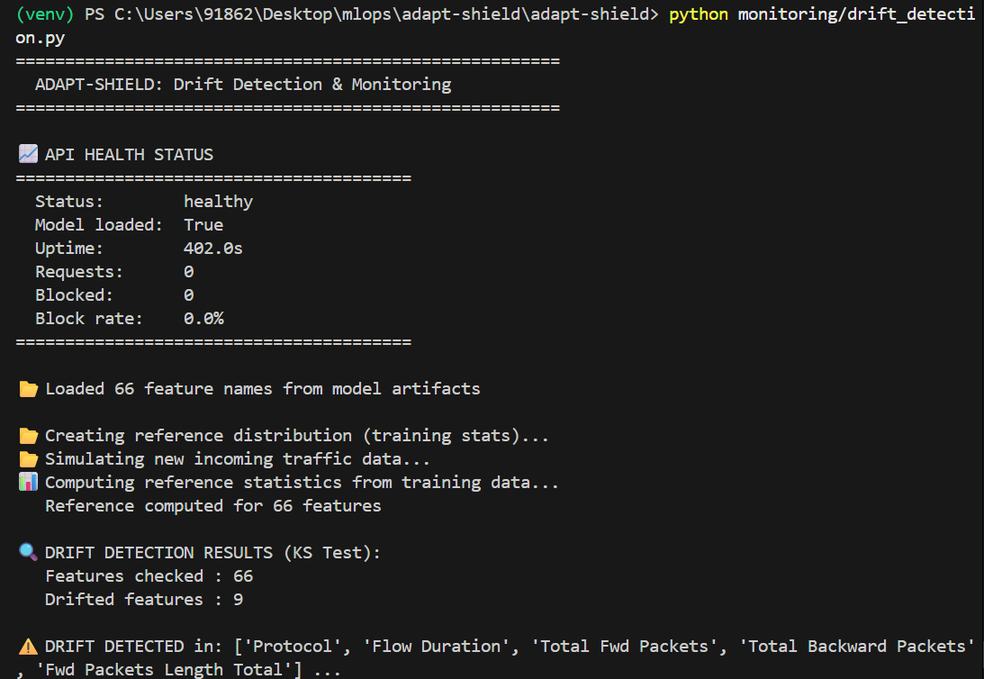 (venv) PS C:\Users\91862\Desktop\mlops\adapt-shield\adapt-shield> python monitoring/drift_detecti
on.py
=======================================================
ADAPT-SHIELD: Drift Detection & Monitoring
=======================================================
📈 API HEALTH STATUS
========================================
Status: healthy
Model loaded: True
Uptime: 402.0s
Requests: 0
Blocked: 0
Block rate: 0.0%
========================================
📁 Loaded 66 feature names from model artifacts
📁 Creating reference distribution (training stats)...
📁 Simulating new incoming traffic data...
📊 Computing reference statistics from training data...
Reference computed for 66 features
🔍 DRIFT DETECTION RESULTS (KS Test):
Features checked : 66
Drifted features : 9
⚠️ DRIFT DETECTED in: ['Protocol', 'Flow Duration', 'Total Fwd Packets', 'Total Backward Packets'
, 'Fwd Packets Length Total'] ...